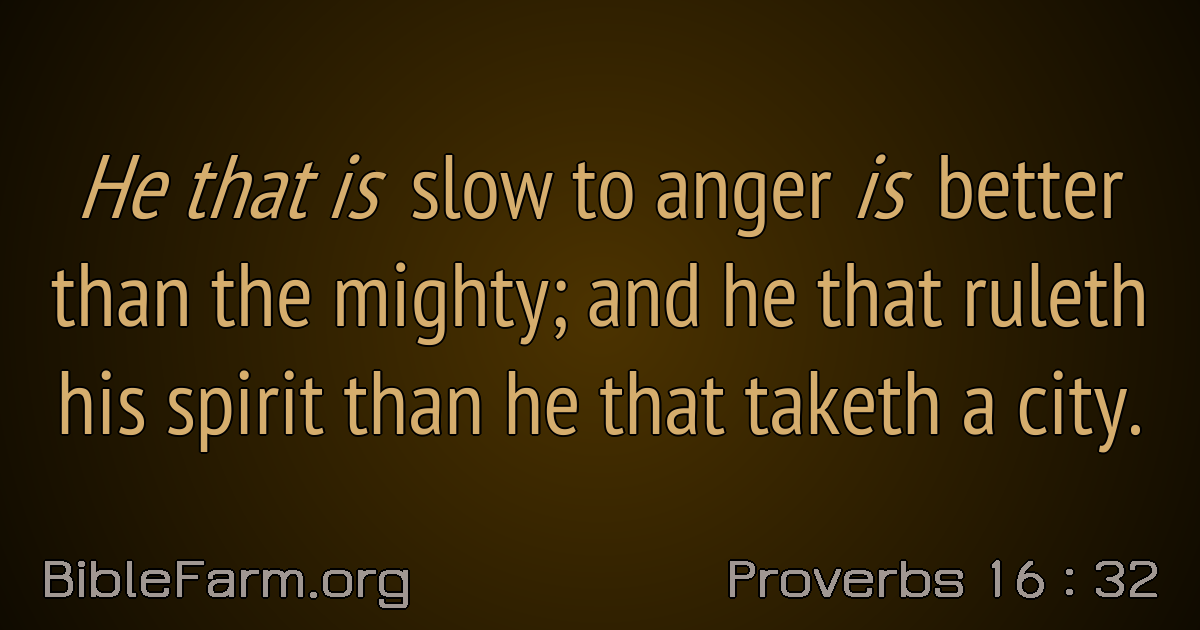 He that is slow to anger is better
than the mighty; and he that ruleth
his spirit than he that taketh a city.
BibleFarm.org
Proverbs 16 : 32